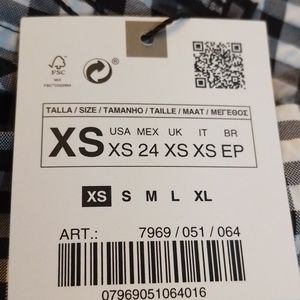 FSC
MIX
TALLA / SIZE / TAMANHO / TAILLE / MAAT / ΜΕΓΕΘΟΣ
XS
USA MEX UK IT BR
XS 24 XS XS EP
XS S M L XL
ART.: 7969 / 051 / 064
07969051064016